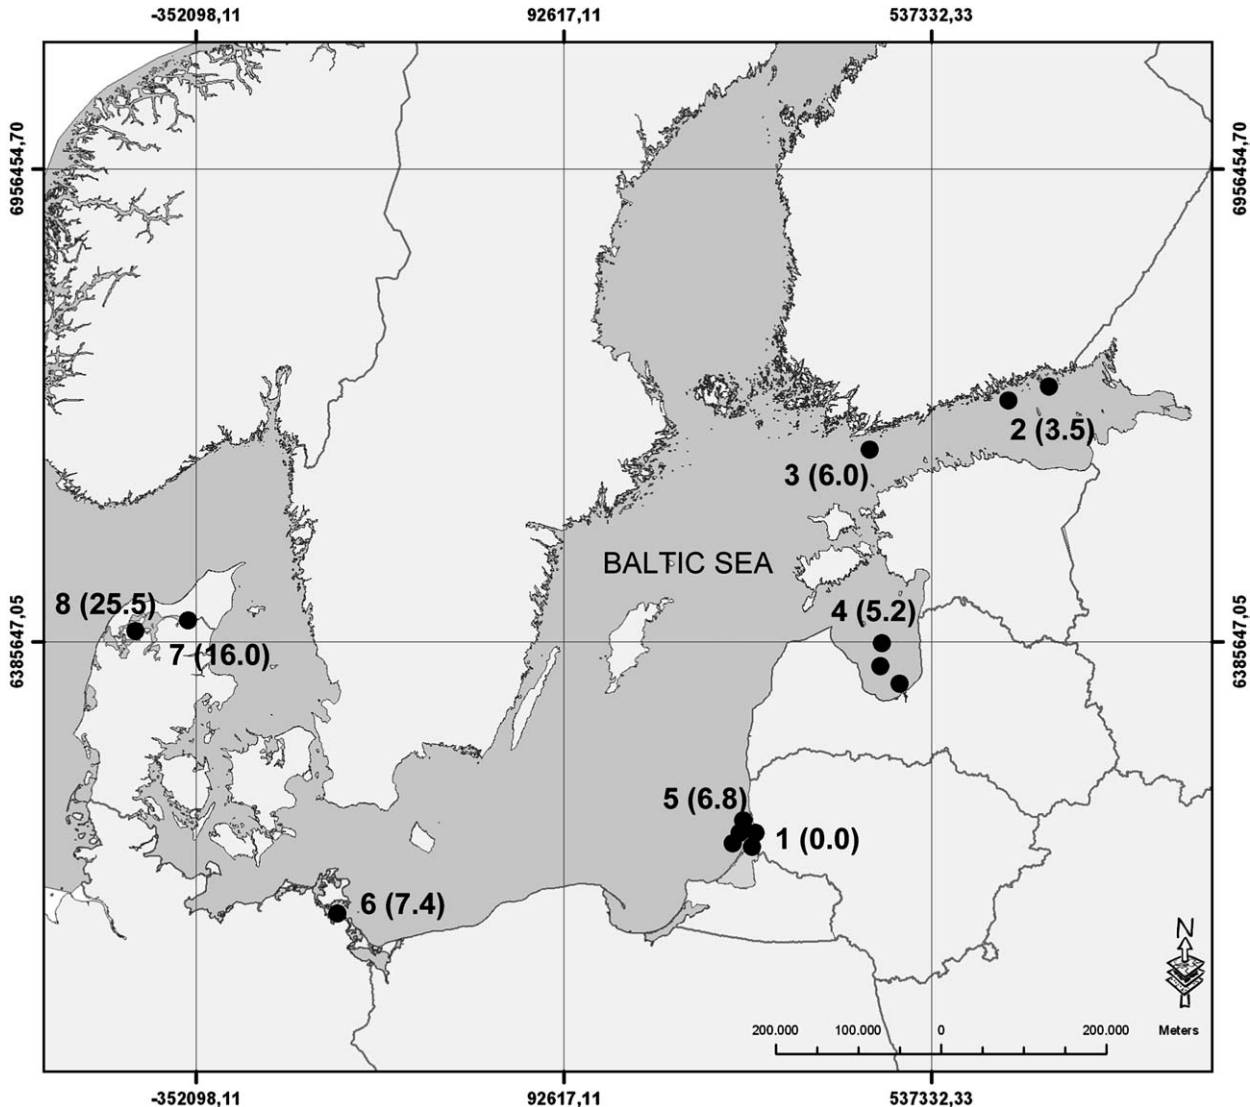 -352098,11 92617,11 537332,33
6956454,70 6956454,70
2 (3.5)
3 (6.0)
BALTIC SEA
8 (25.5)
4 (5.2)
6385647,05 6385647,05
7 (16.0)
5 (6.8)
1 (0.0)
6 (7.4)
N
200.000 100.000 0 200.000 Meters
-352098,11 92617,11 537332,33